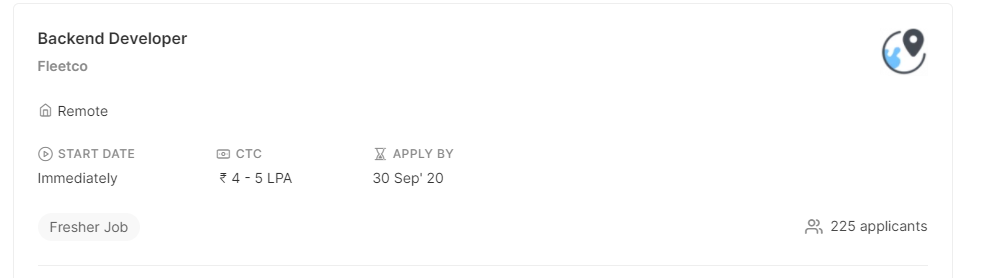 Backend Developer
Fleetco
Remote
START DATE CTC APPLY BY
Immediately ₹ 4 - 5 LPA 30 Sep' 20
Fresher Job 225 applicants